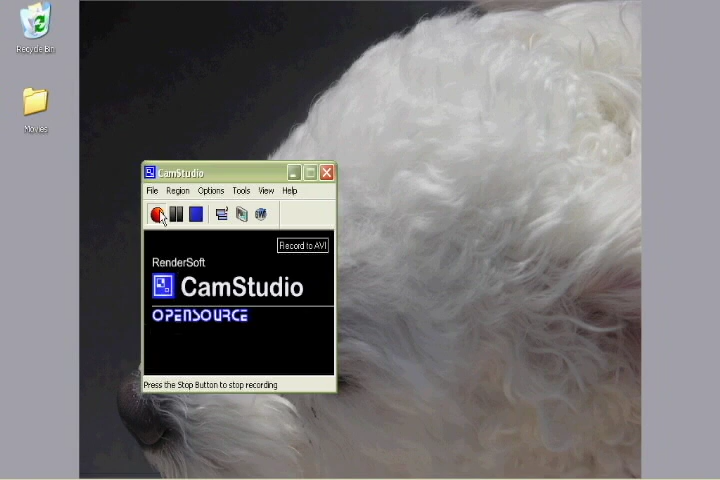 Recycle Bin
Movies
CamStudio
File Region Options Tools View Help
Record to AVI
RenderSoft
CamStudio
OPENSOURCE
Press the Stop Button to stop recording